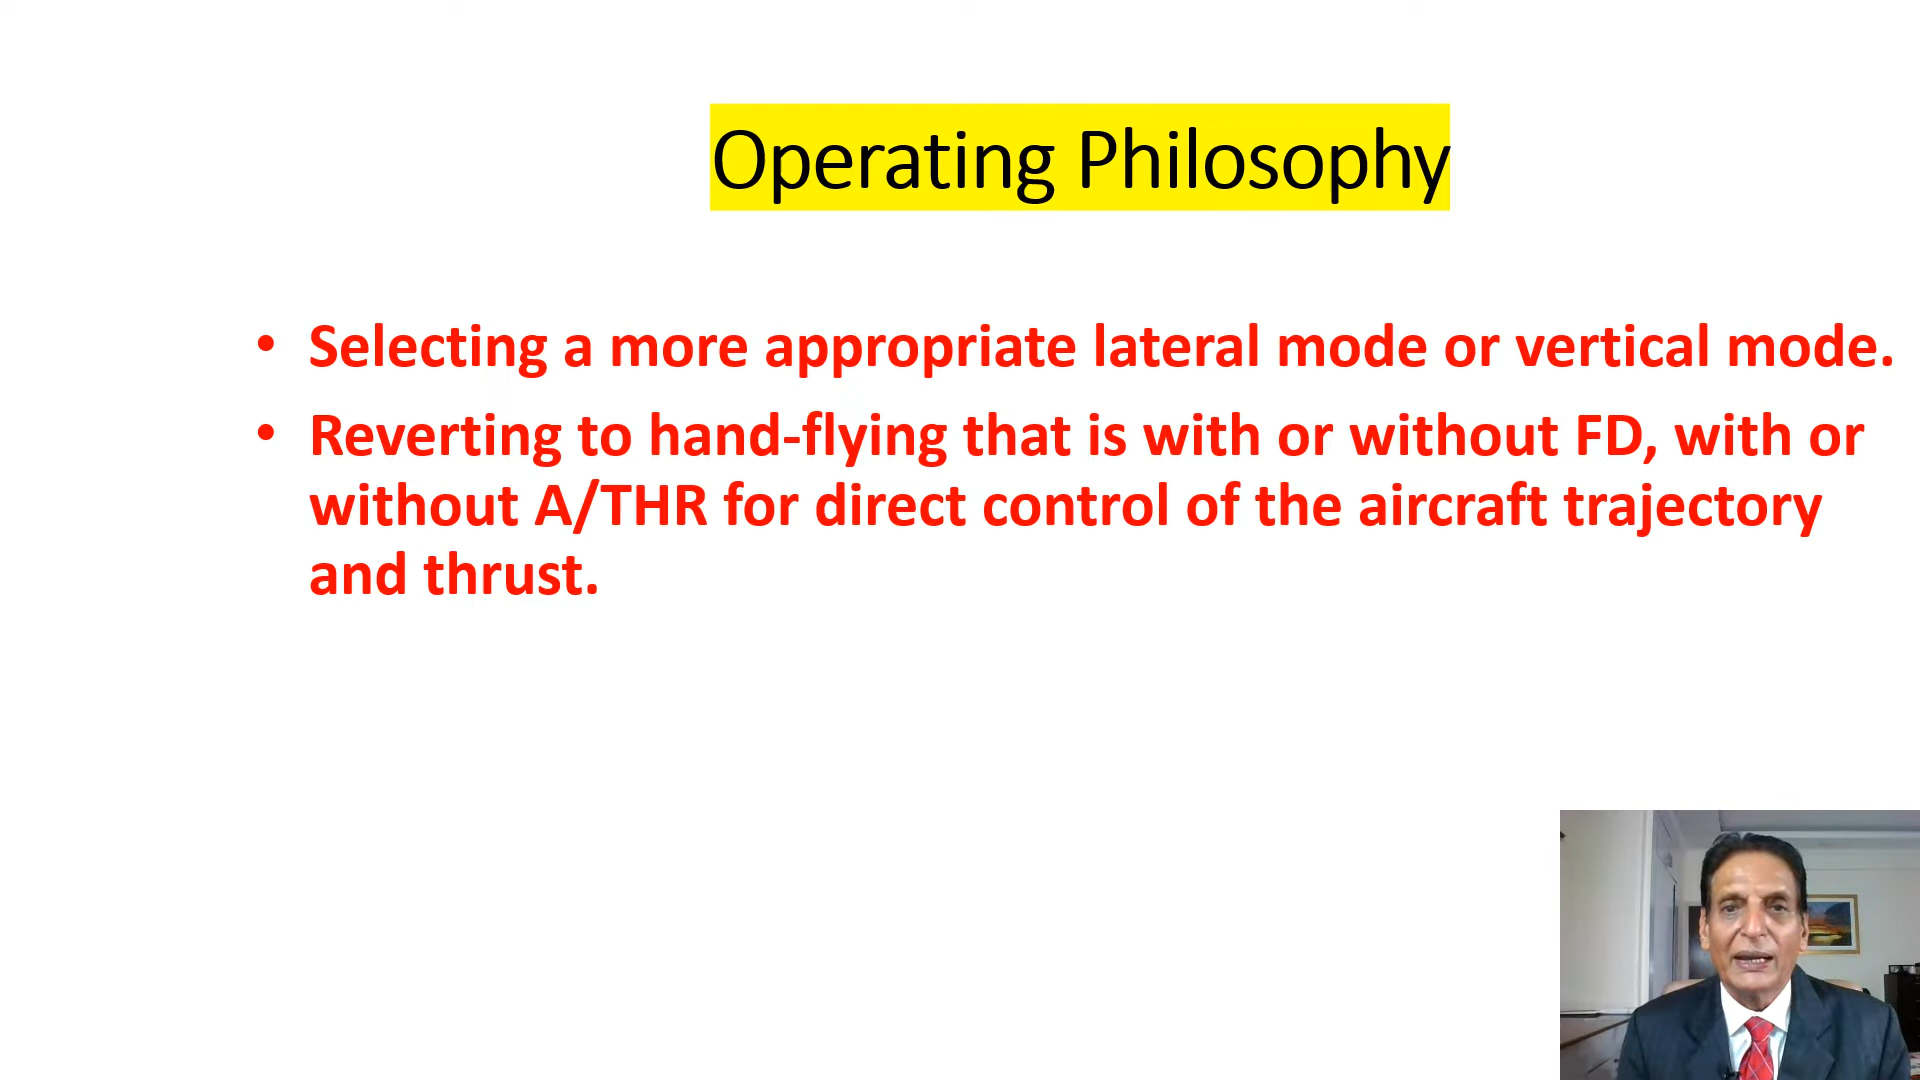 Operating Philosophy
• Selecting a more appropriate lateral mode or vertical mode.
• Reverting to hand-flying that is with or without FD, with or
without A/THR for direct control of the aircraft trajectory
and thrust.